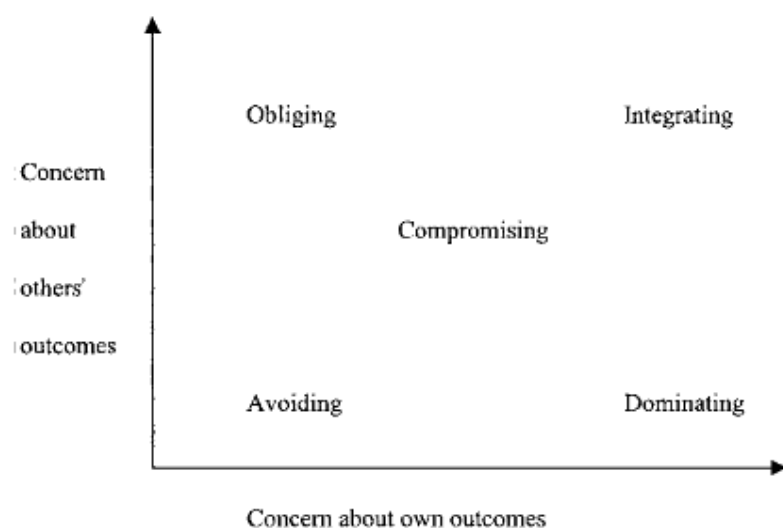 Obliging Integrating
Concern
about
Compromising
others'
outcomes
Avoiding Dominating
Concern about own outcomes